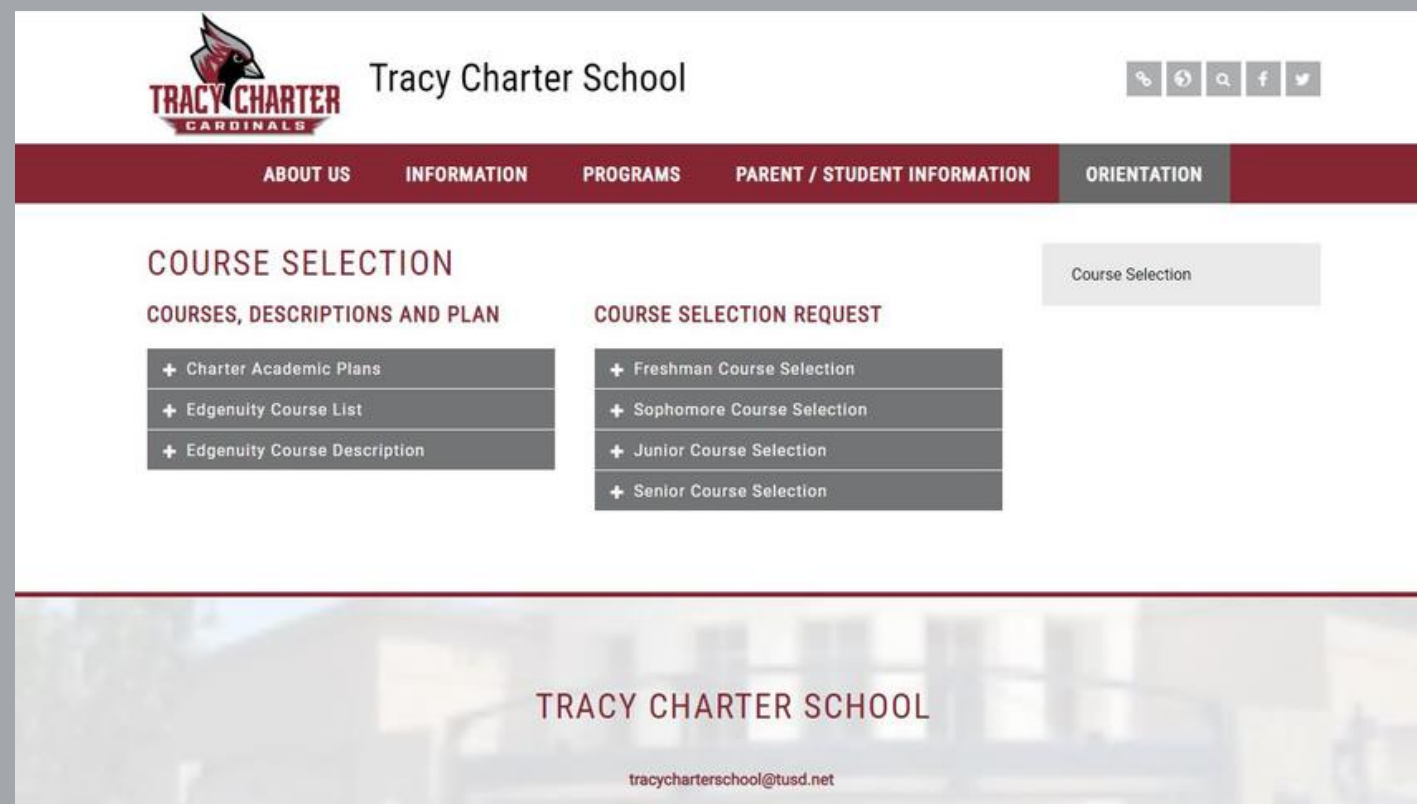 TRACY CHARTER
CARDINALS
Tracy Charter School
ABOUT US INFORMATION PROGRAMS PARENT / STUDENT INFORMATION ORIENTATION
COURSE SELECTION
COURSES, DESCRIPTIONS AND PLAN
Charter Academic Plans
Edgenuity Course List
Edgenuity Course Description
COURSE SELECTION REQUEST
Freshman Course Selection
Sophomore Course Selection
Junior Course Selection
Senior Course Selection
Course Selection
TRACY CHARTER SCHOOL
tracycharterschool@tusd.net